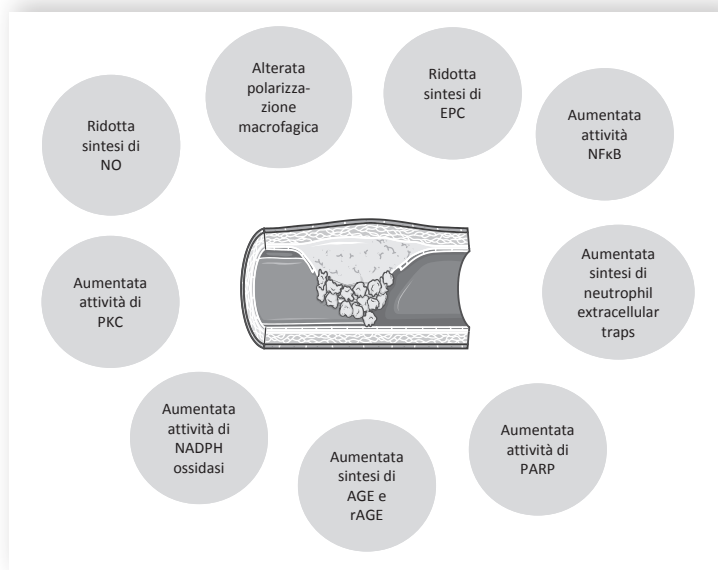 Alterata
polarizza-
zione
macrofagica
Ridotta
sintesi di
EPC
Aumentata
attività
NFκB
Aumentata
sintesi di
neutrophil
extracellular
traps
Aumentata
attività di
PARP
Aumentata
sintesi di
AGE e
rAGE
Aumentata
attività di
NADPH
ossidasi
Aumentata
attività di
PKC
Ridotta
sintesi di
NO